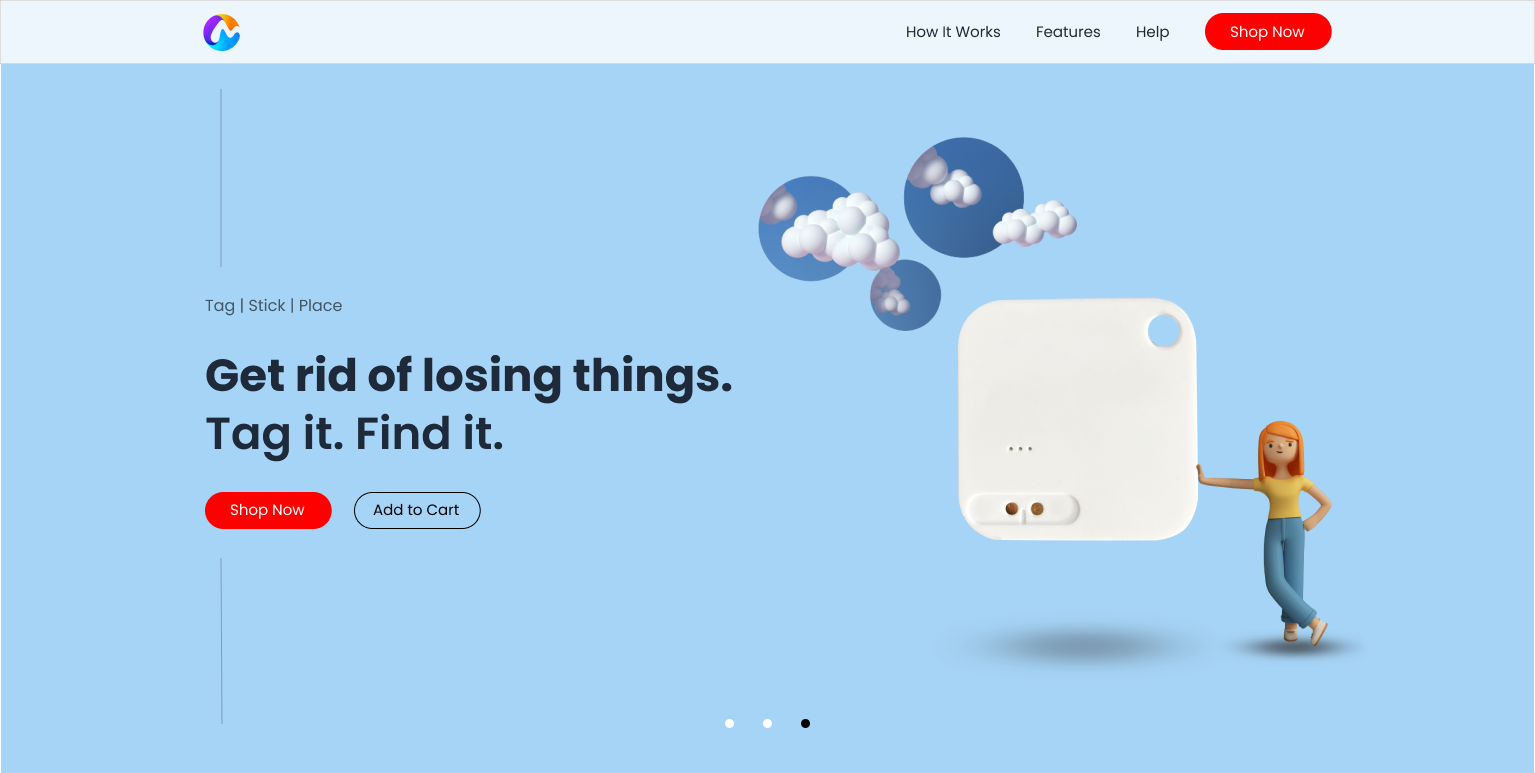 How It Works
Features
Help
Shop Now
Tag | Stick | Place
Get rid of losing things.
Tag it. Find it.
Shop Now
Add to Cart